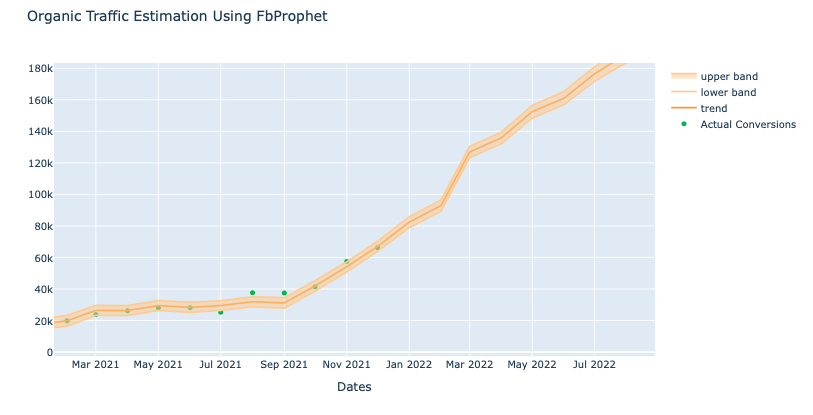 Organic Traffic Estimation Using FbProphet
180k
160k
140k
120k
100k
80k
60k
40k
20k
0
Mar 2021 May 2021 Jul 2021 Sep 2021 Nov 2021 Jan 2022 Mar 2022 May 2022 Jul 2022
Dates
upper band
lower band
trend
Actual Conversions